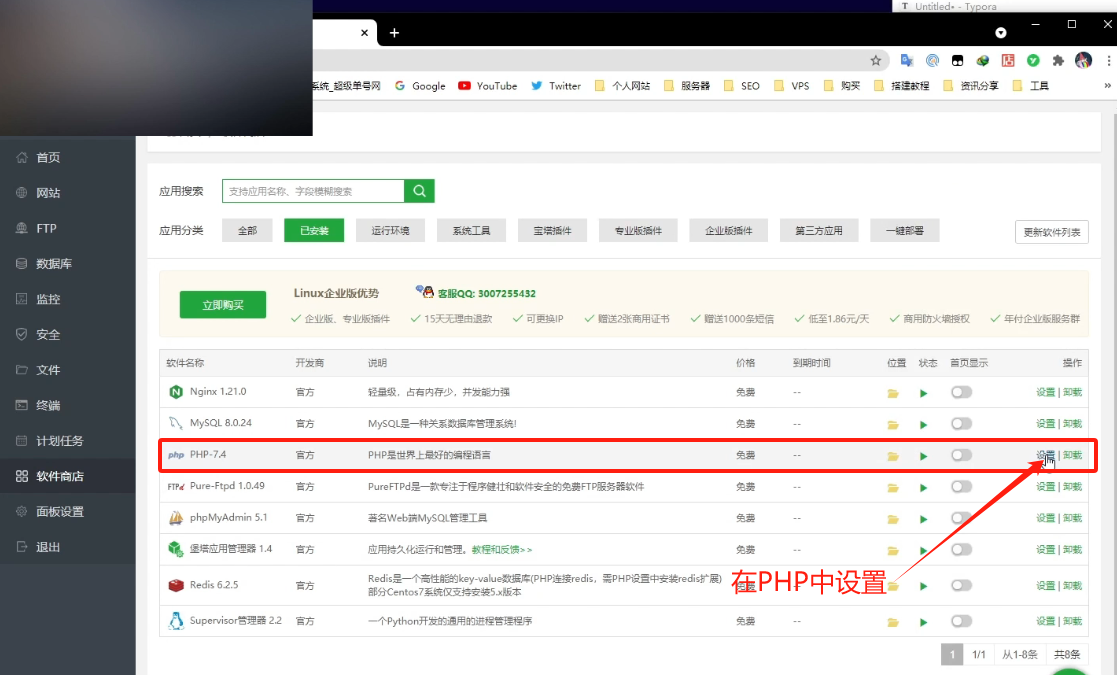 T Untitled• - Typora
系统_超级单号网 Google YouTube Twitter 个人网站 服务器 SEO VPS 购买 搭建教程 资讯分享 工具 »
首页
网站
FTP
数据库
监控
安全
文件
终端
计划任务
软件商店
面板设置
退出
应用搜索 支持应用名称、字段模糊搜索
应用分类 全部 已安装 运行环境 系统工具 宝塔插件 专业版插件 企业版插件 第三方应用 一键部署 更新软件列表
立即购买 Linux企业版优势 客服QQ: 3007255432
企业版、专业版插件 15天无理由退款 可更换IP 赠送2张商用证书 赠送1000条短信 低至1.86元/天 商用防火墙授权 年付企业版服务群
软件名称 开发商 说明 价格 到期时间 位置 状态 首页显示 操作
Nginx 1.21.0 官方 轻量级，占有内存少，并发能力强 免费 -- 设置 | 卸载
MySQL 8.0.24 官方 MySQL是一种关系数据库管理系统! 免费 -- 设置 | 卸载
php PHP-7.4 官方 PHP是世界上最好的编程语言 免费 -- 设置 | 卸载
FTP Pure-Ftpd 1.0.49 官方 PureFTPd是一款专注于程序健壮和软件安全的免费FTP服务器软件 免费 -- 设置 | 卸载
phpMyAdmin 5.1 官方 著名Web端MySQL管理工具 免费 -- 设置 | 卸载
堡塔应用管理器 1.4 官方 应用持久化运行和管理。教程和反馈>> 免费 -- 设置 | 卸载
Redis 6.2.5 官方 Redis是一个高性能的key-value数据库(PHP连接redis，需PHP设置中安装redis扩展) 免费 -- 设置 | 卸载
部分Centos7系统仅支持安装5.x版本
在PHP中设置
Supervisor管理器 2.2 官方 一个Python开发的通用的进程管理程序 免费 -- 设置 | 卸载
1 1/1 从1-8条 共8条